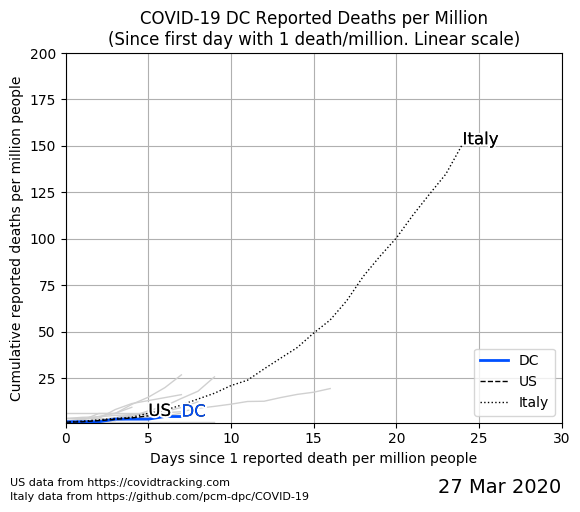 COVID-19 DC Reported Deaths per Million
(Since first day with 1 death/million. Linear scale)
Cumulative reported deaths per million people
200
175
150
125
100
75
50
25
Italy
US DC
DC
US
Italy
0 5 10 15 20 25 30
Days since 1 reported death per million people
US data from https://covidtracking.com
Italy data from https://github.com/pcm-dpc/COVID-19
27 Mar 2020